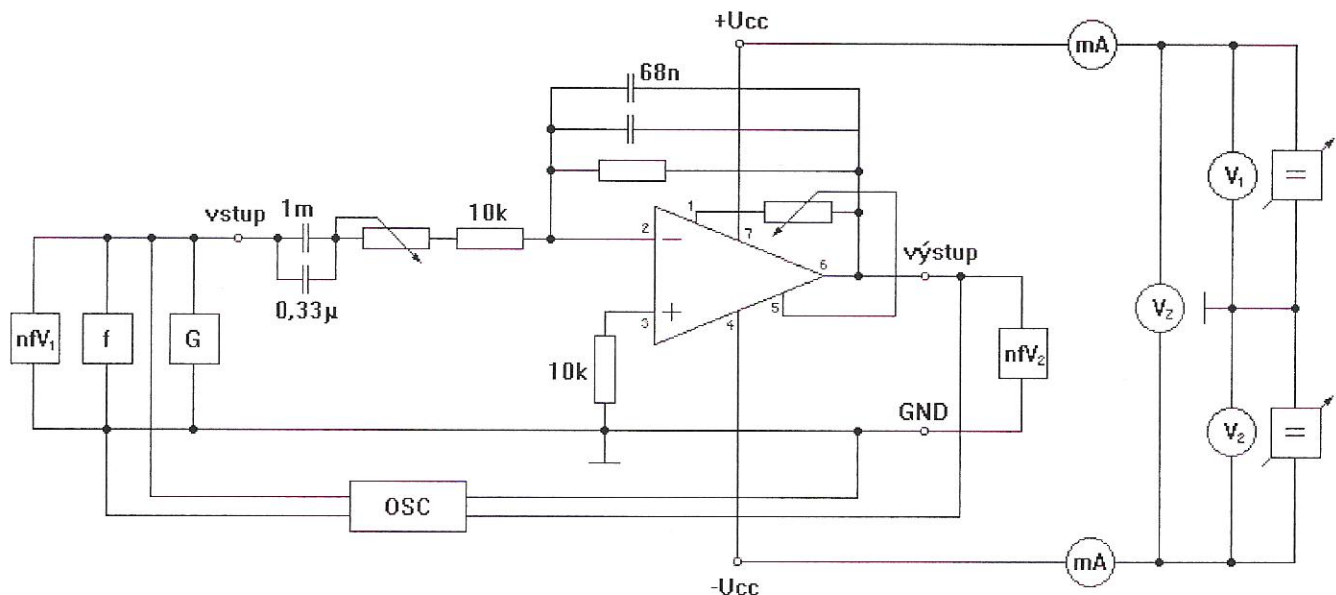 +Ucc
mA
68n
vstup
1m
10k
0,33µ
nfV₁
f
G
2
−
3
+
1
7
6
5
4
10k
výstup
nfV₂
GND
OSC
V₁
=
V₂
V₂
=
mA
-Ucc